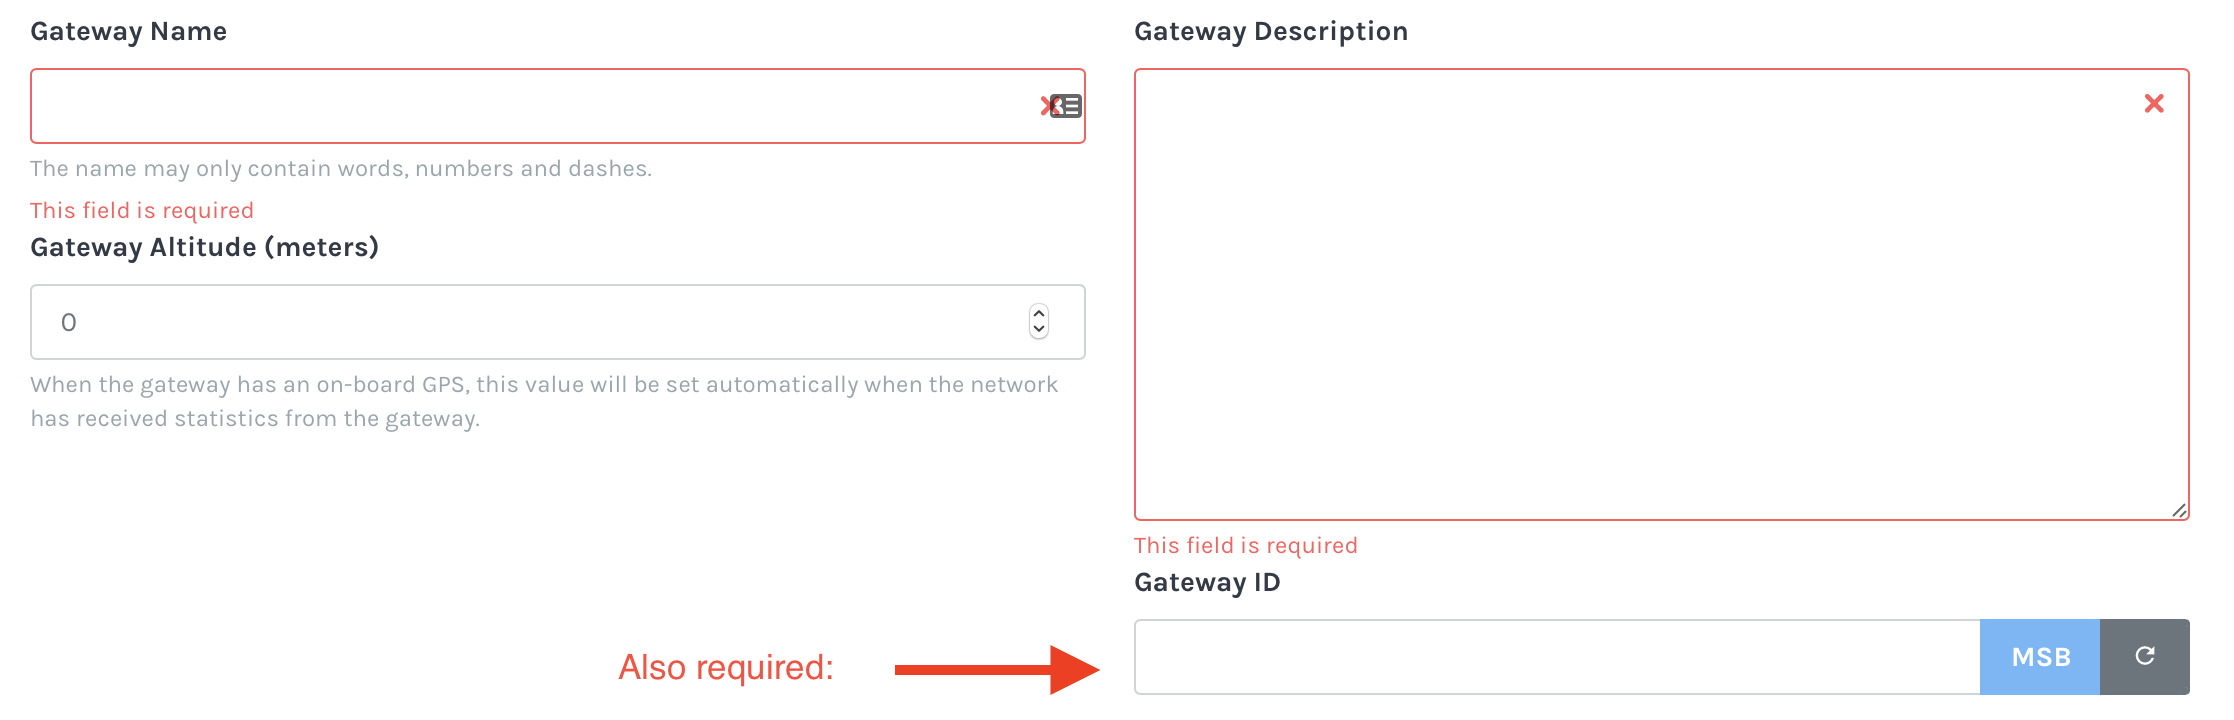 Gateway Name
The name may only contain words, numbers and dashes.
This field is required
Gateway Altitude (meters)
0
When the gateway has an on-board GPS, this value will be set automatically when the network
has received statistics from the gateway.
Gateway Description
This field is required
Gateway ID
Also required:
MSB